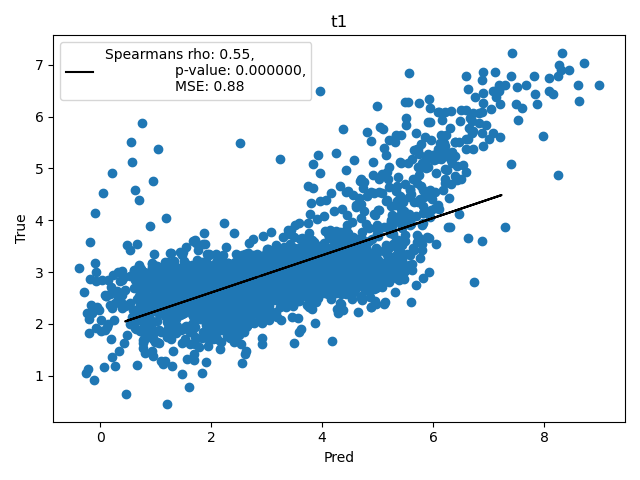 t1
Spearmans rho: 0.55,
p-value: 0.000000,
MSE: 0.88
7
6
5
4
3
2
1
True
0 2 4 6 8
Pred